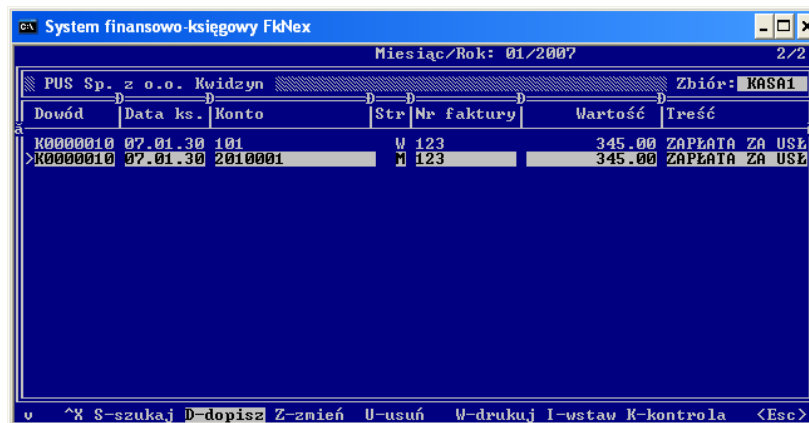 System finansowo-księgowy FkNex
Miesiąc/Rok: 01/2007 2/2
PUS Sp. z o.o. Kwidzyn Zbiór: KASA1
Dowód |Data ks.|Konto |Str|Nr faktury| Wartość |Treść
K0000010 07.01.30 101 W 123 345.00 ZAPŁATA ZA USŁ
>K0000010 07.01.30 2010001 M 123 345.00 ZAPŁATA ZA USŁ
v ^X S-szukaj D-dopisz Z-zmień U-usuń W-drukuj I-wstaw K-kontrola <Esc>